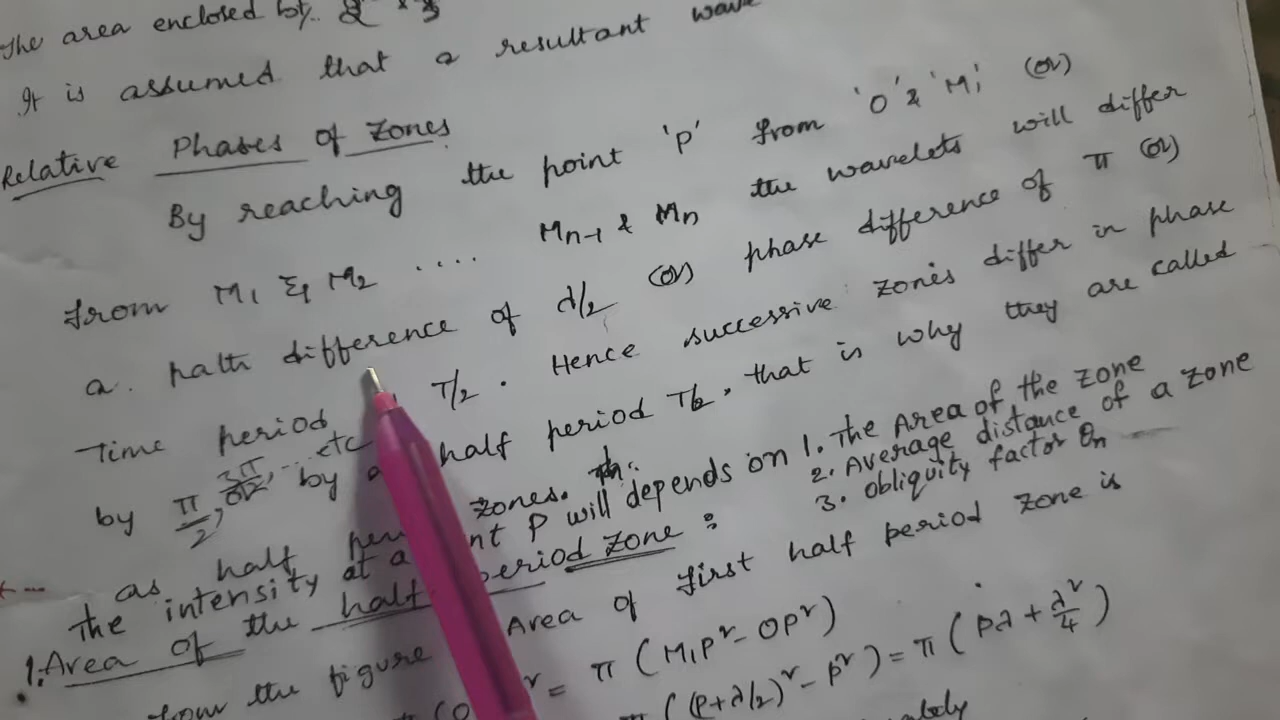 The area enclosed by
It is assumed that a resultant wave
Relative Phases of Zones
By reaching the point 'P' from 'O' & 'M₁' (or)
from M₁ & M₂ .... Mn-1 & Mn the wavelets will differ
a. path difference of λ/2 (or) phase difference of π (or)
Time period T/2. Hence successive zones differ in phase
by π/2, 3π/2, ... etc by a half period T/2, that is why they are called
as half zones.
The intensity at a P will depends on 1. The Area of the zone
2. Average distance of a zone
3. Obliquity factor θn
1. Area of the half period zone :
from the figure Area of first half period zone is
= π (M₁P² - OP²)
((P+λ/2)² - P²) = π (Pλ + λ²/4)